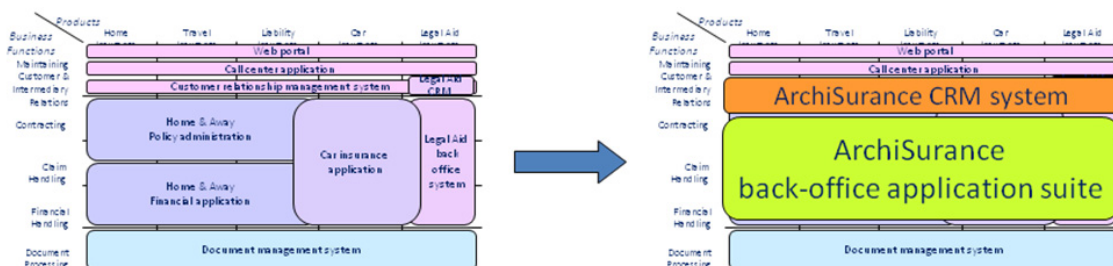 Products
Business
Functions
Home
Travel
Liability
Car
Legal Aid
Web portal
Maintaining
Customer &
Intermediary
Relations
Call center application
Customer relationship management system
Legal Aid
CRM
Contracting
Home & Away
Policy administration
Car insurance
application
Legal Aid
back
office
system
Claim
Handling
Home & Away
Financial application
Financial
Handling
Document
Processing
Document management system
Products
Business
Functions
Home
Travel
Liability
Car
Legal Aid
Web portal
Maintaining
Customer &
Intermediary
Relations
Call center application
ArchiSurance CRM system
Contracting
ArchiSurance
back-office application suite
Claim
Handling
Financial
Handling
Document
Processing
Document management system